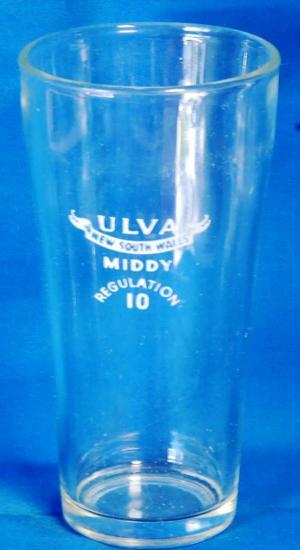 ULVA
NEW SOUTH WALES
MIDDY
REGULATION
10